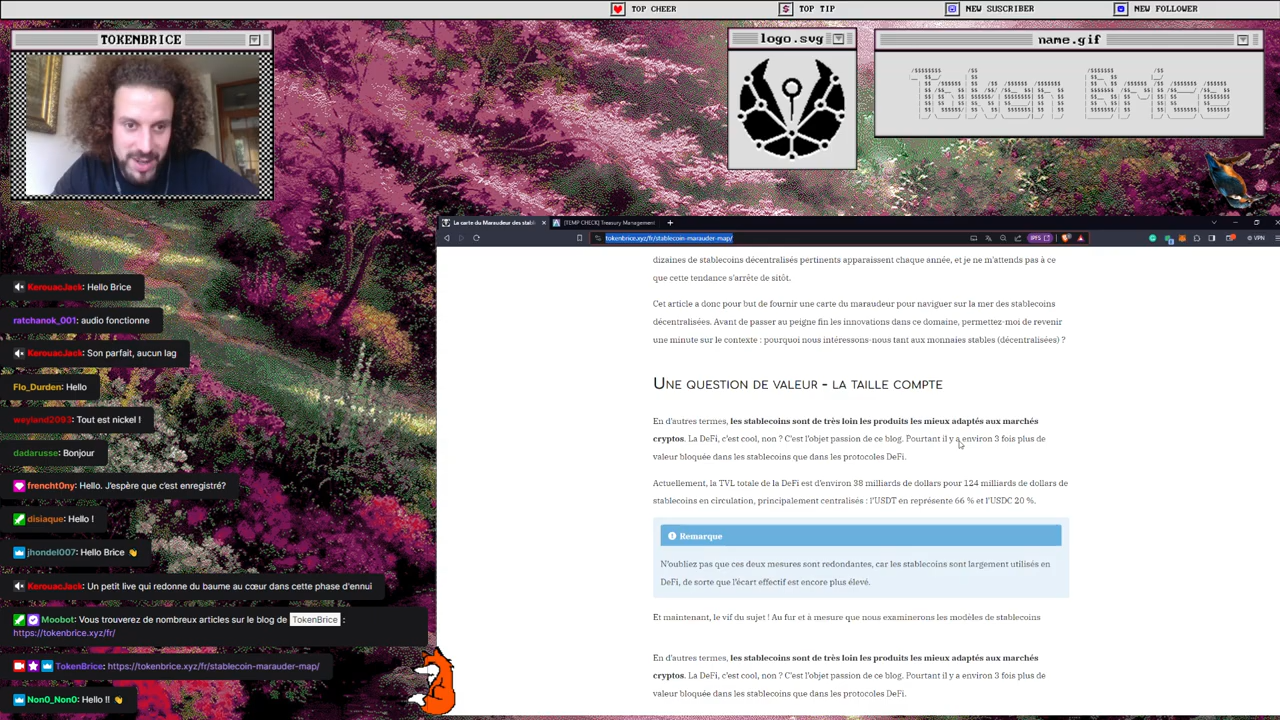 TOP CHEER
TOP TIP
NEW SUSCRIBER
NEW FOLLOWER
TOKENBRICE
logo.svg
name.gif
La carte du Maraudeur des stabl
[TEMP CHECK] Treasury Management
tokenbrice.xyz/fr/stablecoin-marauder-map/
IPFS
VPN
dizaines de stablecoins décentralisés pertinents apparaissent chaque année, et je ne m'attends pas à ce
que cette tendance s'arrête de sitôt.
Cet article a donc pour but de fournir une carte du maraudeur pour naviguer sur la mer des stablecoins
décentralisées. Avant de passer au peigne fin les innovations dans ce domaine, permettez-moi de revenir
une minute sur le contexte : pourquoi nous intéressons-nous tant aux monnaies stables (décentralisées) ?
Une question de valeur - la taille compte
En d'autres termes, les stablecoins sont de très loin les produits les mieux adaptés aux marchés
cryptos. La DeFi, c'est cool, non ? C'est l'objet passion de ce blog. Pourtant il y a environ 3 fois plus de
valeur bloquée dans les stablecoins que dans les protocoles DeFi.
Actuellement, la TVL totale de la DeFi est d'environ 38 milliards de dollars pour 124 milliards de dollars de
stablecoins en circulation, principalement centralisés : l'USDT en représente 66 % et l'USDC 20 %.
Remarque
N'oubliez pas que ces deux mesures sont redondantes, car les stablecoins sont largement utilisés en
DeFi, de sorte que l'écart effectif est encore plus élevé.
Et maintenant, le vif du sujet ! Au fur et à mesure que nous examinerons les modèles de stablecoins
En d'autres termes, les stablecoins sont de très loin les produits les mieux adaptés aux marchés
cryptos. La DeFi, c'est cool, non ? C'est l'objet passion de ce blog. Pourtant il y a environ 3 fois plus de
valeur bloquée dans les stablecoins que dans les protocoles DeFi.
KerouacJack: Hello Brice
ratchanok_001: audio fonctionne
KerouacJack: Son parfait, aucun lag
Flo_Durden: Hello
wayland2093: Tout est nickel !
dadarusse: Bonjour
frencht0ny: Hello. J'espère que c'est enregistré?
disiaque: Hello !
jhondel007: Hello Brice 👋
KerouacJack: Un petit live qui redonne du baume au cœur dans cette phase d'ennui
Moobot: Vous trouverez de nombreux articles sur le blog de TokenBrice :
https://tokenbrice.xyz/fr/
TokenBrice: https://tokenbrice.xyz/fr/stablecoin-marauder-map/
Non0_Non0: Hello !! 👋